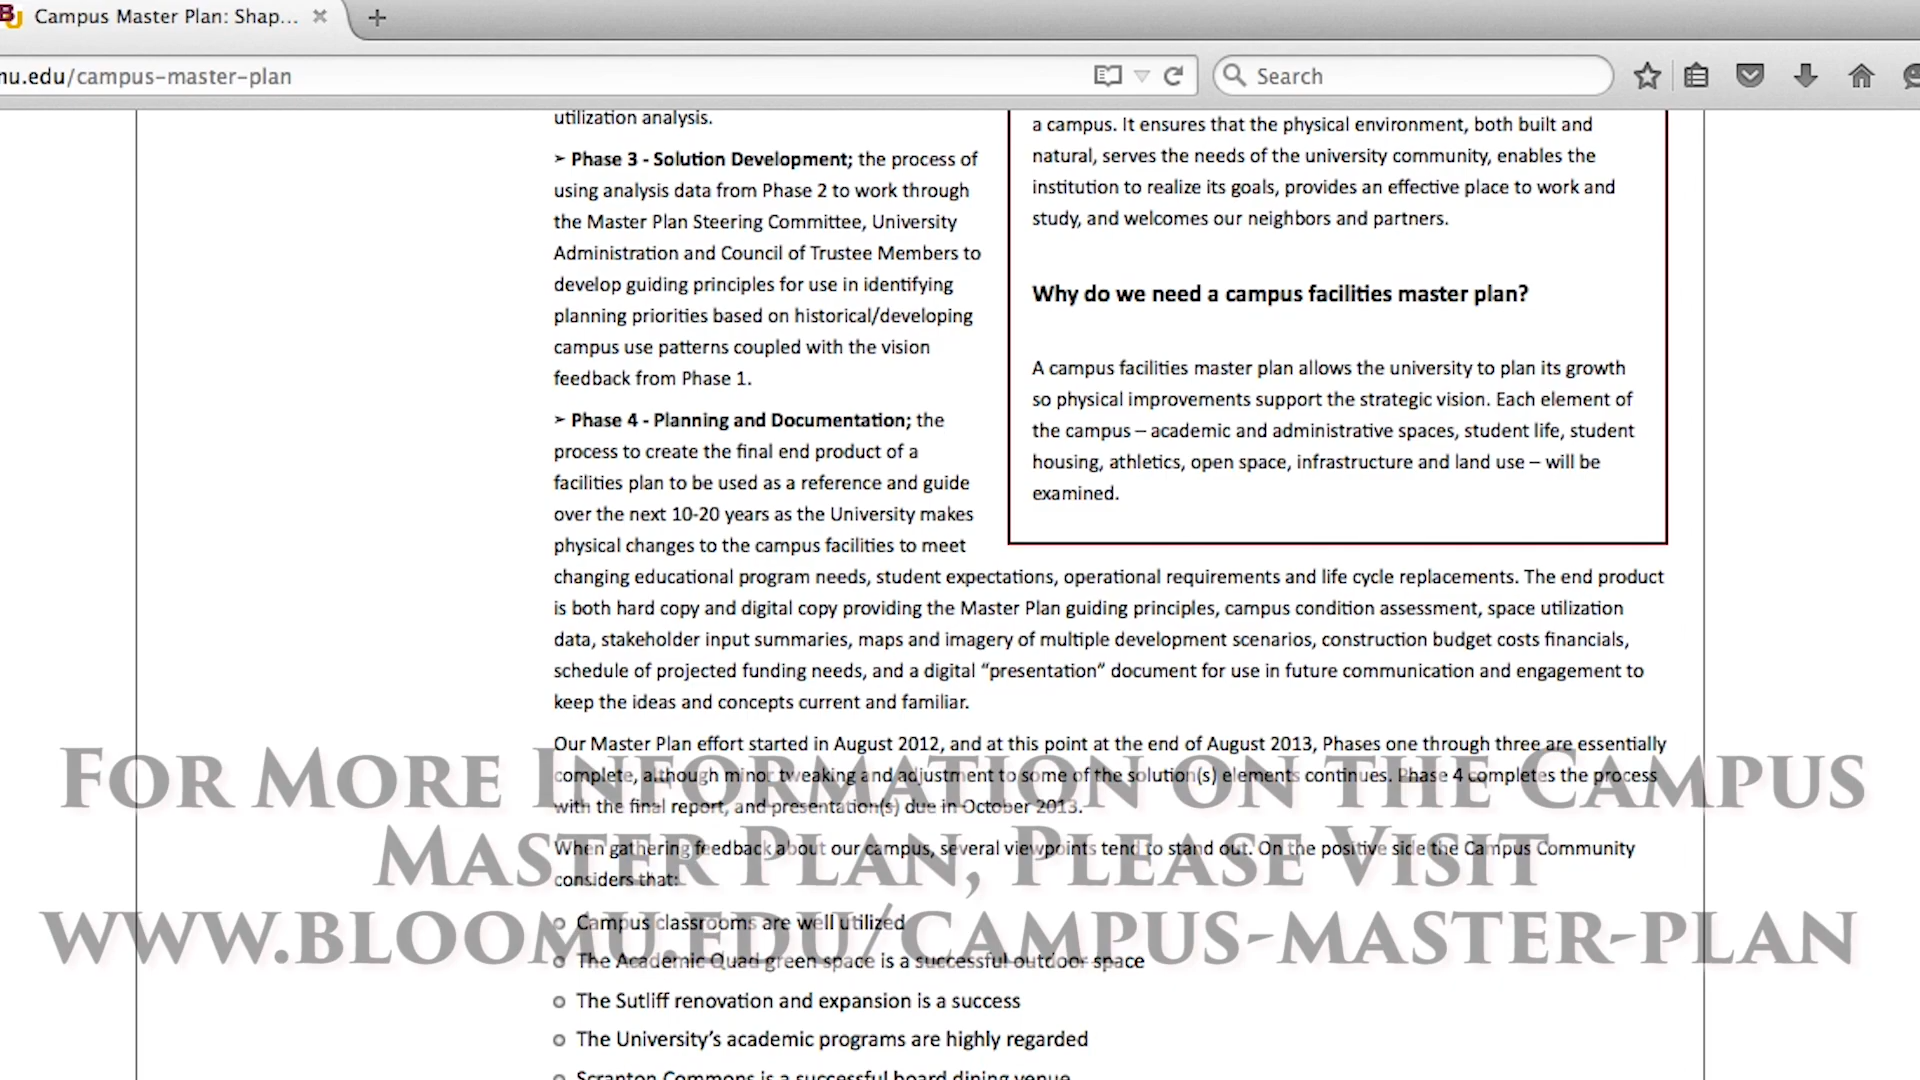 BU Campus Master Plan: Shap...
nu.edu/campus-master-plan
Search
utilization analysis.
➢ Phase 3 - Solution Development; the process of
using analysis data from Phase 2 to work through
the Master Plan Steering Committee, University
Administration and Council of Trustee Members to
develop guiding principles for use in identifying
planning priorities based on historical/developing
campus use patterns coupled with the vision
feedback from Phase 1.
➢ Phase 4 - Planning and Documentation; the
process to create the final end product of a
facilities plan to be used as a reference and guide
over the next 10-20 years as the University makes
physical changes to the campus facilities to meet
changing educational program needs, student expectations, operational requirements and life cycle replacements. The end product
is both hard copy and digital copy providing the Master Plan guiding principles, campus condition assessment, space utilization
data, stakeholder input summaries, maps and imagery of multiple development scenarios, construction budget costs financials,
schedule of projected funding needs, and a digital “presentation” document for use in future communication and engagement to
keep the ideas and concepts current and familiar.
a campus. It ensures that the physical environment, both built and
natural, serves the needs of the university community, enables the
institution to realize its goals, provides an effective place to work and
study, and welcomes our neighbors and partners.
Why do we need a campus facilities master plan?
A campus facilities master plan allows the university to plan its growth
so physical improvements support the strategic vision. Each element of
the campus – academic and administrative spaces, student life, student
housing, athletics, open space, infrastructure and land use – will be
examined.
Our Master Plan effort started in August 2012, and at this point at the end of August 2013, Phases one through three are essentially
complete, although minor tweaking and adjustment to some of the solution(s) elements continues. Phase 4 completes the process
with the final report, and presentation(s) due in October 2013.
When gathering feedback about our campus, several viewpoints tend to stand out. On the positive side the Campus Community
considers that:
Campus classrooms are well utilized
The Academic Quad green space is a successful outdoor space
The Sutliff renovation and expansion is a success
The University’s academic programs are highly regarded
Scranton Commons is a successful board dining venue
For More Information on the Campus
Master Plan, Please Visit
www.bloomu.edu/campus-master-plan